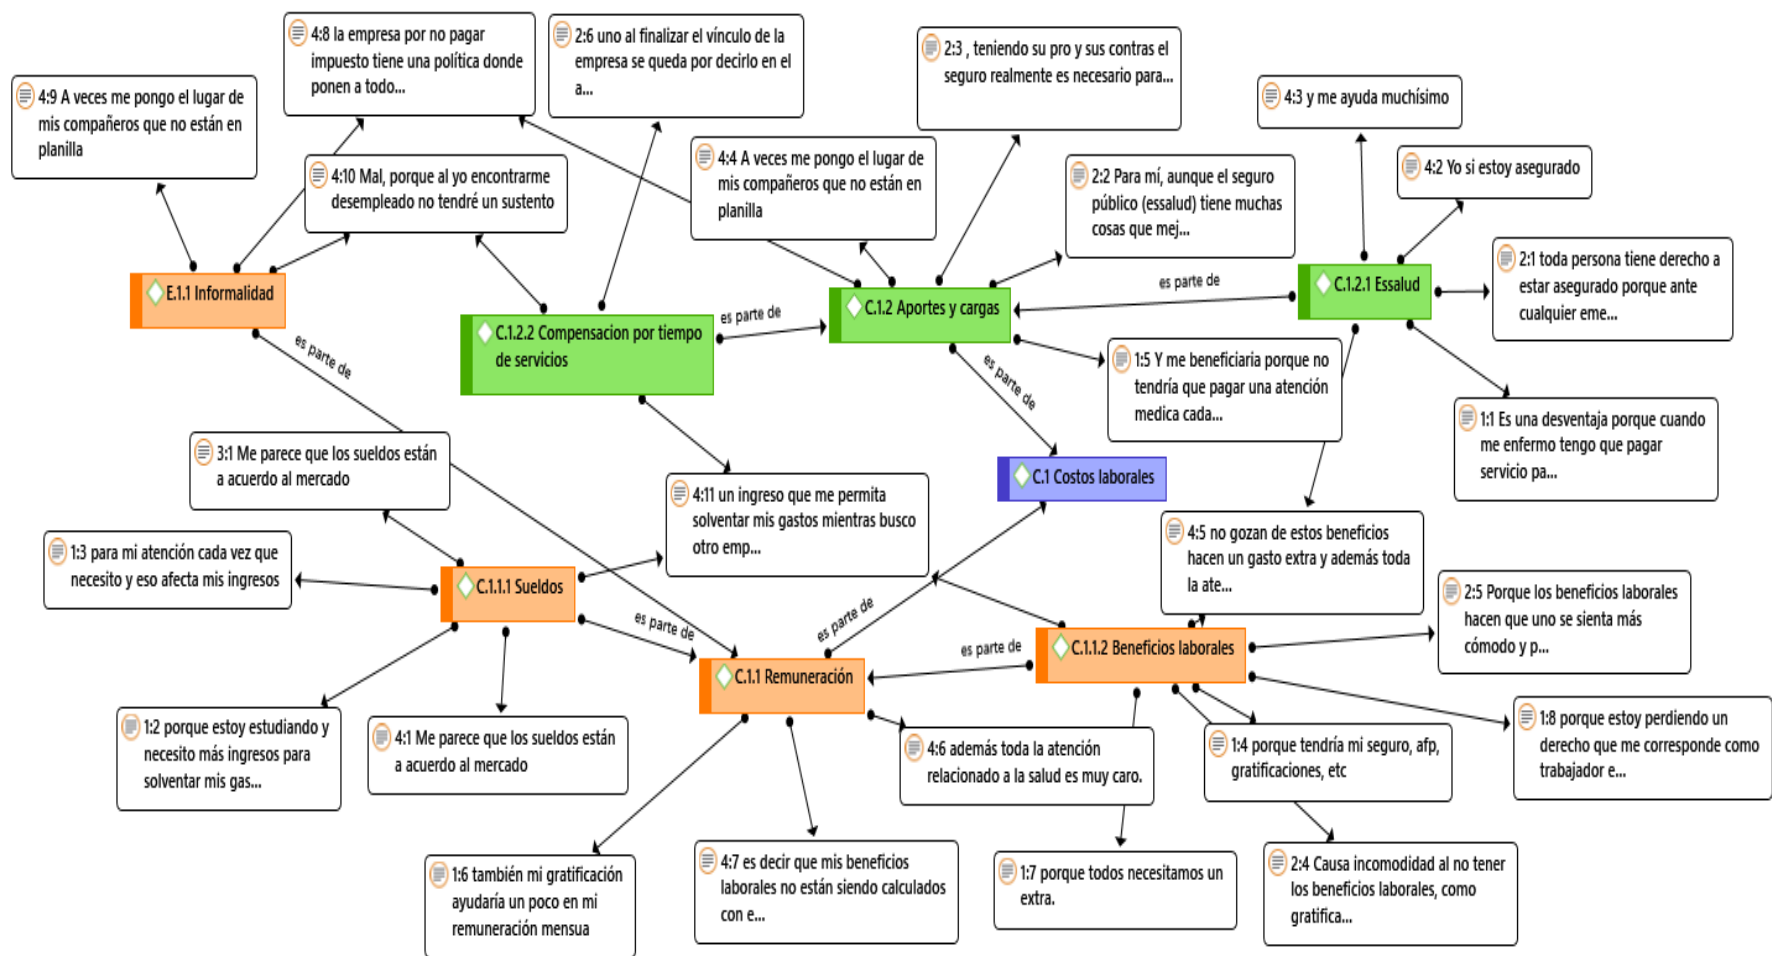 4:8 la empresa por no pagar
impuesto tiene una política donde
ponen a todo...
2:6 uno al finalizar el vínculo de la
empresa se queda por decirlo en el
a...
2:3 , teniendo su pro y sus contras el
seguro realmente es necesario para...
4:9 A veces me pongo el lugar de
mis compañeros que no están en
planilla
4:3 y me ayuda muchísimo
4:10 Mal, porque al yo encontrarme
desempleado no tendré un sustento
4:4 A veces me pongo el lugar de
mis compañeros que no están en
planilla
2:2 Para mí, aunque el seguro
público (essalud) tiene muchas
cosas que mej...
4:2 Yo si estoy asegurado
2:1 toda persona tiene derecho a
estar asegurado porque ante
cualquier eme...
E.1.1 Informalidad
C.1.2.2 Compensacion por tiempo
de servicios
es parte de
C.1.2 Aportes y cargas
es parte de
C.1.2.1 Essalud
es parte de
es parte de
1:5 Y me beneficiaria porque no
tendría que pagar una atención
medica cada...
1:1 Es una desventaja porque cuando
me enfermo tengo que pagar
servicio pa...
3:1 Me parece que los sueldos están
a acuerdo al mercado
C.1 Costos laborales
4:11 un ingreso que me permita
solventar mis gastos mientras busco
otro emp...
4:5 no gozan de estos beneficios
hacen un gasto extra y además toda
la ate...
1:3 para mi atención cada vez que
necesito y eso afecta mis ingresos
C.1.1.1 Sueldos
es parte de
es parte de
2:5 Porque los beneficios laborales
hacen que uno se sienta más
cómodo y p...
C.1.1 Remuneración
es parte de
C.1.1.2 Beneficios laborales
1:2 porque estoy estudiando y
necesito más ingresos para
solventar mis gas...
4:1 Me parece que los sueldos están
a acuerdo al mercado
4:6 además toda la atención
relacionado a la salud es muy caro.
1:4 porque tendría mi seguro, afp,
gratificaciones, etc
1:8 porque estoy perdiendo un
derecho que me corresponde como
trabajador e...
1:6 también mi gratificación
ayudaría un poco en mi
remuneración mensua
4:7 es decir que mis beneficios
laborales no están siendo calculados
con e...
1:7 porque todos necesitamos un
extra.
2:4 Causa incomodidad al no tener
los beneficios laborales, como
gratifica...